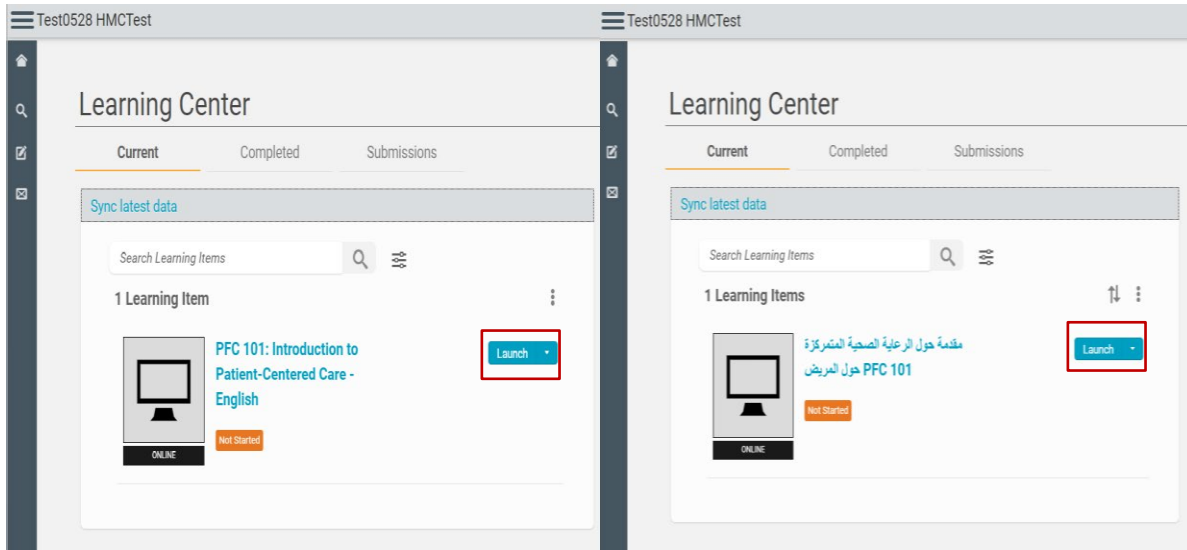 Test0528 HMCTest
Learning Center
Current Completed Submissions
Sync latest data
Search Learning Items
1 Learning Item
PFC 101: Introduction to
Patient-Centered Care -
English
Launch
Not Started
ONLINE
Test0528 HMCTest
Learning Center
Current Completed Submissions
Sync latest data
Search Learning Items
1 Learning Items
مقدمة حول الرعاية الصحية المتمركزة
حول المريض PFC 101
Launch
Not Started
ONLINE